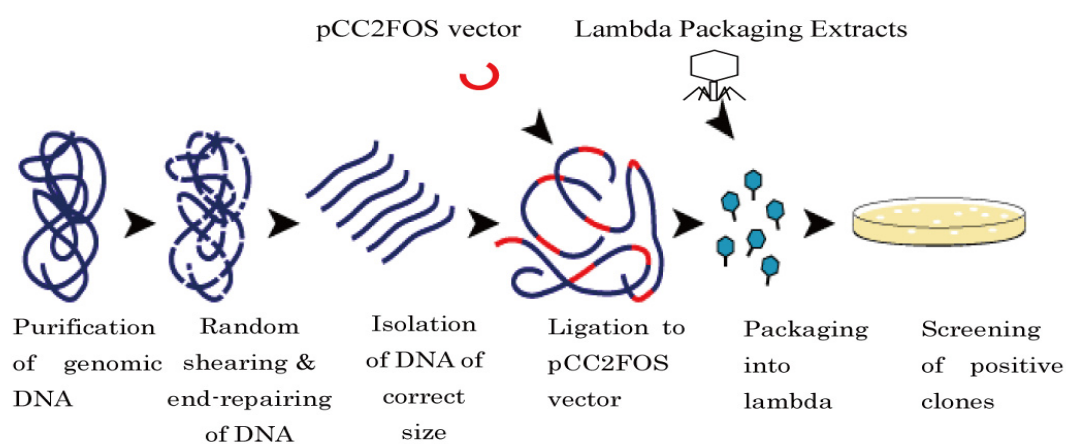 pCC2FOS vector
Lambda Packaging Extracts
Purification
of genomic
DNA
Random
shearing &
end-repairing
of DNA
Isolation
of DNA of
correct
size
Ligation to
pCC2FOS
vector
Packaging
into
lambda
Screening
of positive
clones